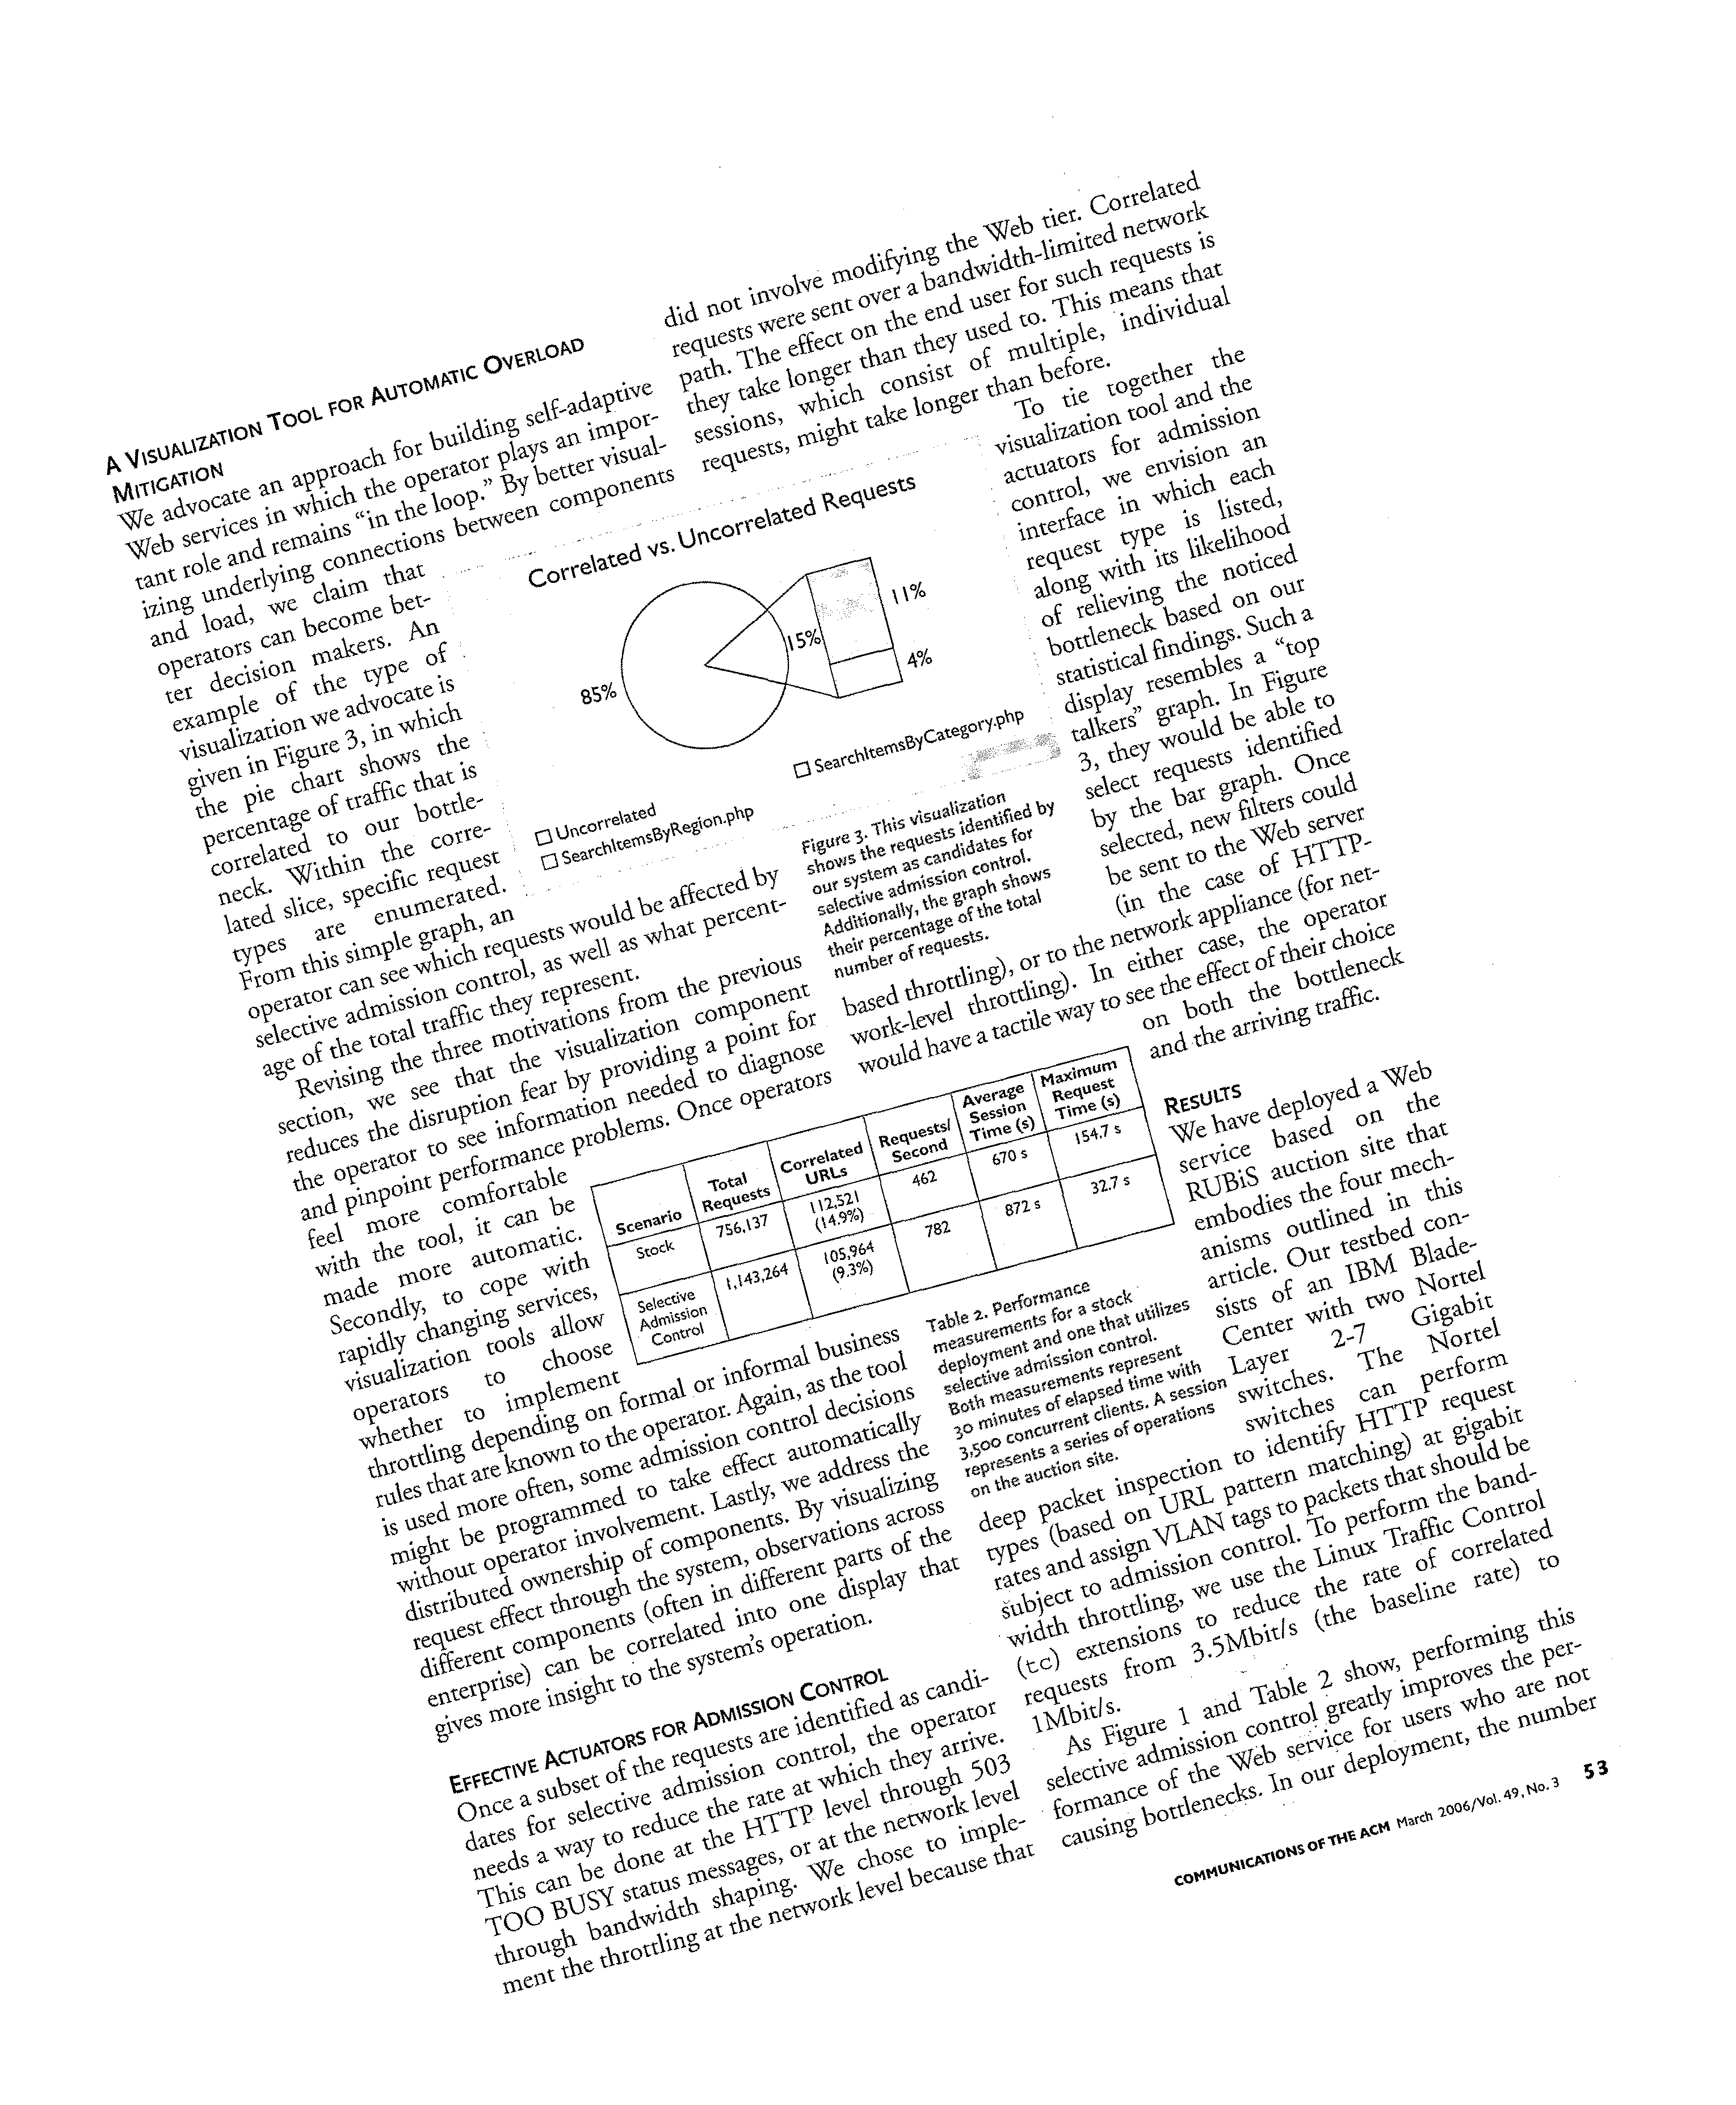 A VISUALIZATION TOOL FOR AUTOMATIC OVERLOAD
MITIGATION
We advocate an approach for building self-adaptive
Web services in which the operator plays an impor-
tant role and remains “in the loop.” By better visual-
izing underlying connections between components
and load, we claim that
operators can become bet-
ter decision makers. An
example of the type of
visualization we advocate is
given in Figure 3, in which
the pie chart shows the
percentage of traffic that is
correlated to our bottle-
neck. Within the corre-
lated slice, specific request
types are enumerated.
From this simple graph, an
operator can see which requests would be affected by
selective admission control, as well as what percent-
age of the total traffic they represent.
Revising the three motivations from the previous
section, we see that the visualization component
reduces the disruption fear by providing a point for
the operator to see information needed to diagnose
and pinpoint performance problems. Once operators
feel more comfortable
with the tool, it can be
made more automatic.
Secondly, to cope with
rapidly changing services,
visualization tools allow
operators to choose
whether to implement
throttling depending on formal or informal business
rules that are known to the operator. Again, as the tool
is used more often, some admission control decisions
might be programmed to take effect automatically
without operator involvement. Lastly, we address the
distributed ownership of components. By visualizing
request effect through the system, observations across
different components (often in different parts of the
enterprise) can be correlated into one display that
gives more insight to the system’s operation.
EFFECTIVE ACTUATORS FOR ADMISSION CONTROL
Once a subset of the requests are identified as candi-
dates for selective admission control, the operator
needs a way to reduce the rate at which they arrive.
This can be done at the HTTP level through 503
TOO BUSY status messages, or at the network level
through bandwidth shaping. We chose to imple-
ment the throttling at the network level because that
did not involve modifying the Web tier. Correlated
requests were sent over a bandwidth-limited network
path. The effect on the end user for such requests is
they take longer than they used to. This means that
sessions, which consist of multiple, individual
requests, might take longer than before.
To tie together the
visualization tool and the
actuators for admission
control, we envision an
interface in which each
request type is listed,
along with its likelihood
of relieving the noticed
bottleneck based on our
statistical findings. Such a
display resembles a “top
talkers” graph. In Figure
3, they would be able to
select requests identified
by the bar graph. Once
selected, new filters could
be sent to the Web server
(in the case of HTTP-
based throttling), or to the network appliance (for net-
work-level throttling). In either case, the operator
would have a tactile way to see the effect of their choice
on both the bottleneck
and the arriving traffic.
Correlated vs. Uncorrelated Requests
11%
15%
4%
85%
SearchItemsByCategory.php
Uncorrelated
SearchItemsByRegion.php
Figure 3. This visualization
shows the requests identified by
our system as candidates for
selective admission control.
Additionally, the graph shows
their percentage of the total
number of requests.
Scenario Total Requests Correlated URLs Requests/Second Average Session Time (s) Maximum Request Time (s)
Stock 756,137 112,521 (14.9%) 462 670 s 154.7 s
Selective Admission Control 1,143,264 105,964 (9.3%) 782 872 s 32.7 s
Table 2. Performance
measurements for a stock
deployment and one that utilizes
selective admission control.
Both measurements represent
30 minutes of elapsed time with
3,500 concurrent clients. A session
represents a series of operations
on the auction site.
RESULTS
We have deployed a Web
service based on the
RUBiS auction site that
embodies the four mech-
anisms outlined in this
article. Our testbed con-
sists of an IBM Blade-
Center with two Nortel
Layer 2-7 Gigabit
switches. The Nortel
switches can perform
deep packet inspection to identify HTTP request
types (based on URL pattern matching) at gigabit
rates and assign VLAN tags to packets that should be
subject to admission control. To perform the band-
width throttling, we use the Linux Traffic Control
(tc) extensions to reduce the rate of correlated
requests from 3.5Mbit/s (the baseline rate) to
1Mbit/s.
As Figure 1 and Table 2 show, performing this
selective admission control greatly improves the per-
formance of the Web service for users who are not
causing bottlenecks. In our deployment, the number
COMMUNICATIONS OF THE ACM March 2006/Vol. 49, No. 3 53